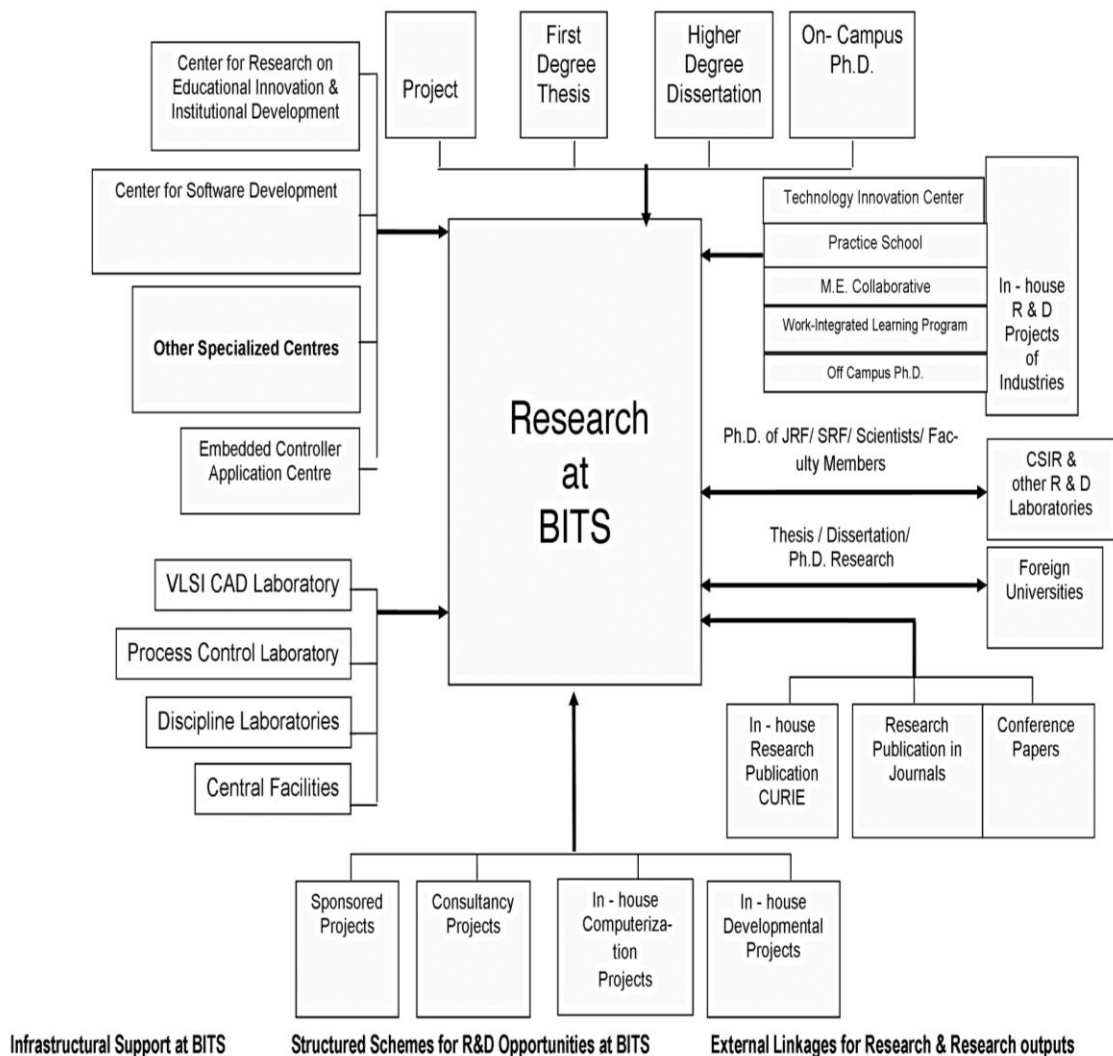 Center for Research on
Educational Innovation &
Institutional Development
Project
First
Degree
Thesis
Higher
Degree
Dissertation
On- Campus
Ph.D.
Center for Software Development
Technology Innovation Center
Practice School
M.E. Collaborative
Work-Integrated Learning Program
Off Campus Ph.D.
In - house
R & D
Projects
of
Industries
Other Specialized Centres
Embedded Controller
Application Centre
Research
at
BITS
Ph.D. of JRF/ SRF/ Scientists/ Fac-
ulty Members
CSIR &
other R & D
Laboratories
Thesis / Dissertation/
Ph.D. Research
Foreign
Universities
VLSI CAD Laboratory
Process Control Laboratory
Discipline Laboratories
Central Facilities
In - house
Research
Publication
CURIE
Research
Publication in
Journals
Conference
Papers
Sponsored
Projects
Consultancy
Projects
In - house
Computeriza-
tion
Projects
In - house
Developmental
Projects
Infrastructural Support at BITS
Structured Schemes for R&D Opportunities at BITS
External Linkages for Research & Research outputs